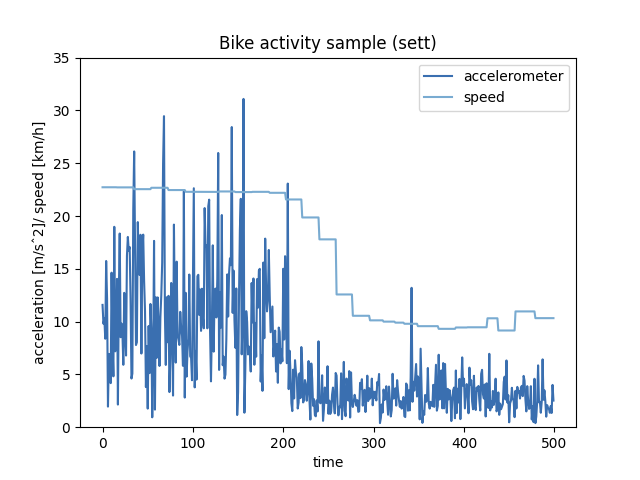 Bike activity sample (sett)
accelerometer
speed
acceleration [m/s^2]/ speed [km/h]
35
30
25
20
15
10
5
0
0 100 200 300 400 500
time